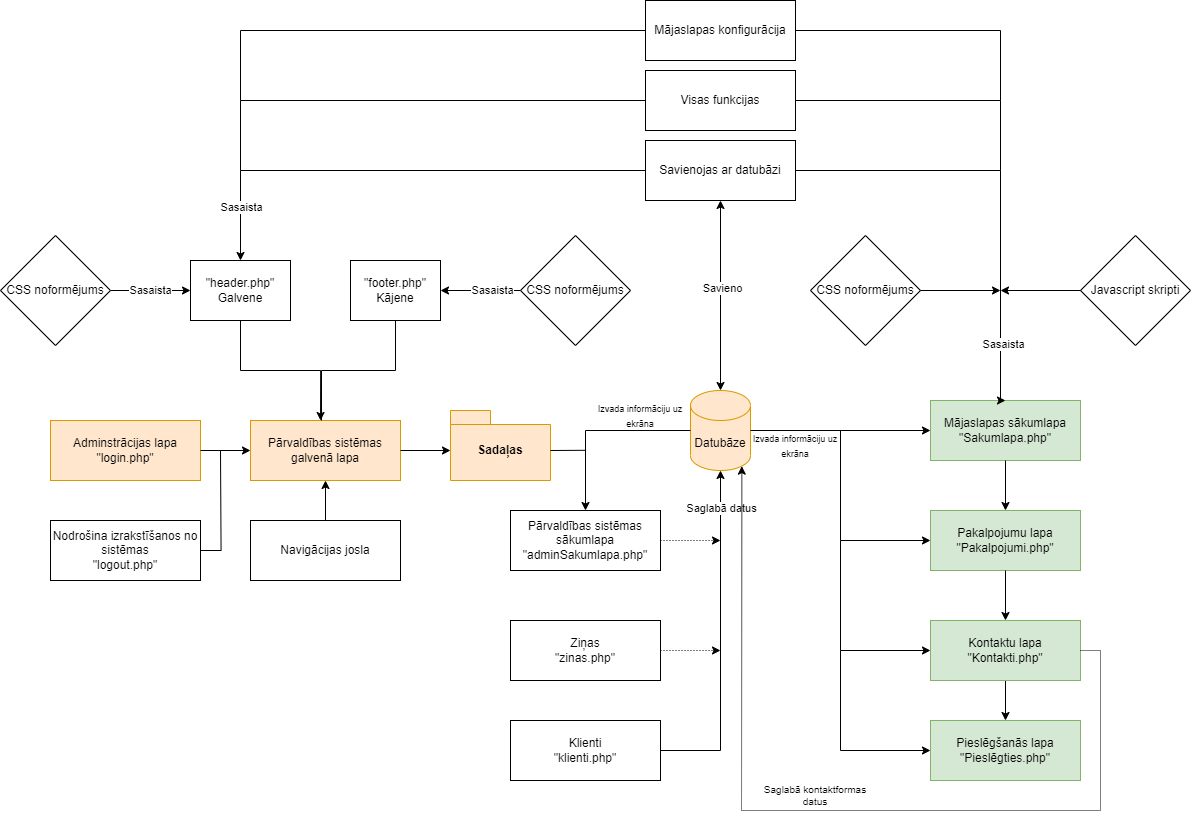 Mājaslapas konfigurācija
Visas funkcijas
Savienojas ar datubāzi
Sasaista
CSS noformējums
Sasaista
"header.php"
Galvene
"footer.php"
Kājene
Sasaista
CSS noformējums
Savieno
CSS noformējums
Javascript skripti
Sasaista
Adminstrācijas lapa
"login.php"
Pārvaldības sistēmas
galvenā lapa
Sadaļas
Izvada informāciju uz
ekrāna
Datubāze
Izvada informāciju uz
ekrāna
Mājaslapas sākumlapa
"Sakumlapa.php"
Nodrošina izrakstīšanos no
sistēmas
"logout.php"
Navigācijas josla
Pārvaldības sistēmas
sākumlapa
"adminSakumlapa.php"
Saglabā datus
Pakalpojumu lapa
"Pakalpojumi.php"
Ziņas
"zinas.php"
Kontaktu lapa
"Kontakti.php"
Klienti
"klienti.php"
Pieslēgšanās lapa
"Pieslēgties.php"
Saglabā kontaktformas
datus